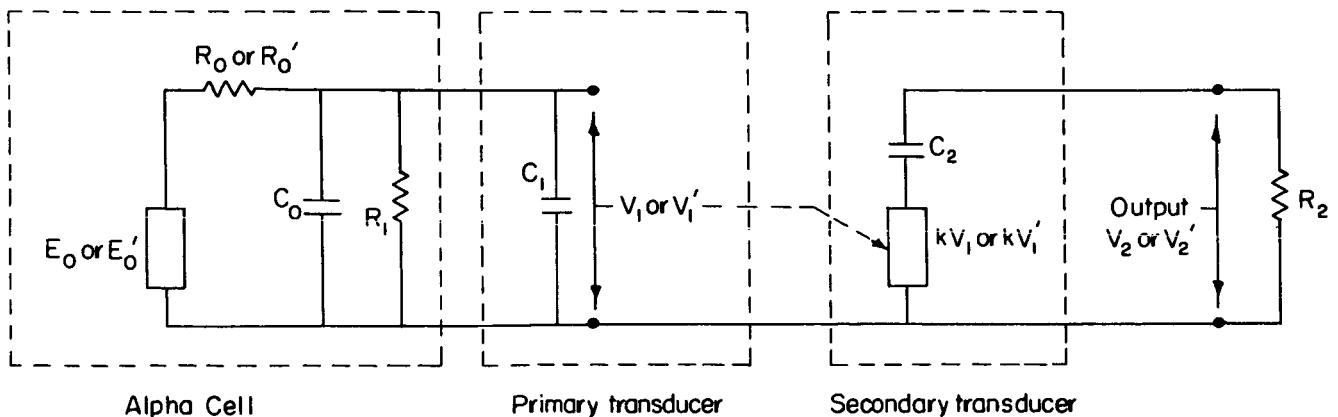 R₀ or R₀′
C₀
R₁
E₀ or E₀′
C₁
V₁ or V₁′
C₂
kV₁ or kV₁′
Output
V₂ or V₂′
R₂
Alpha Cell
Primary transducer
Secondary transducer